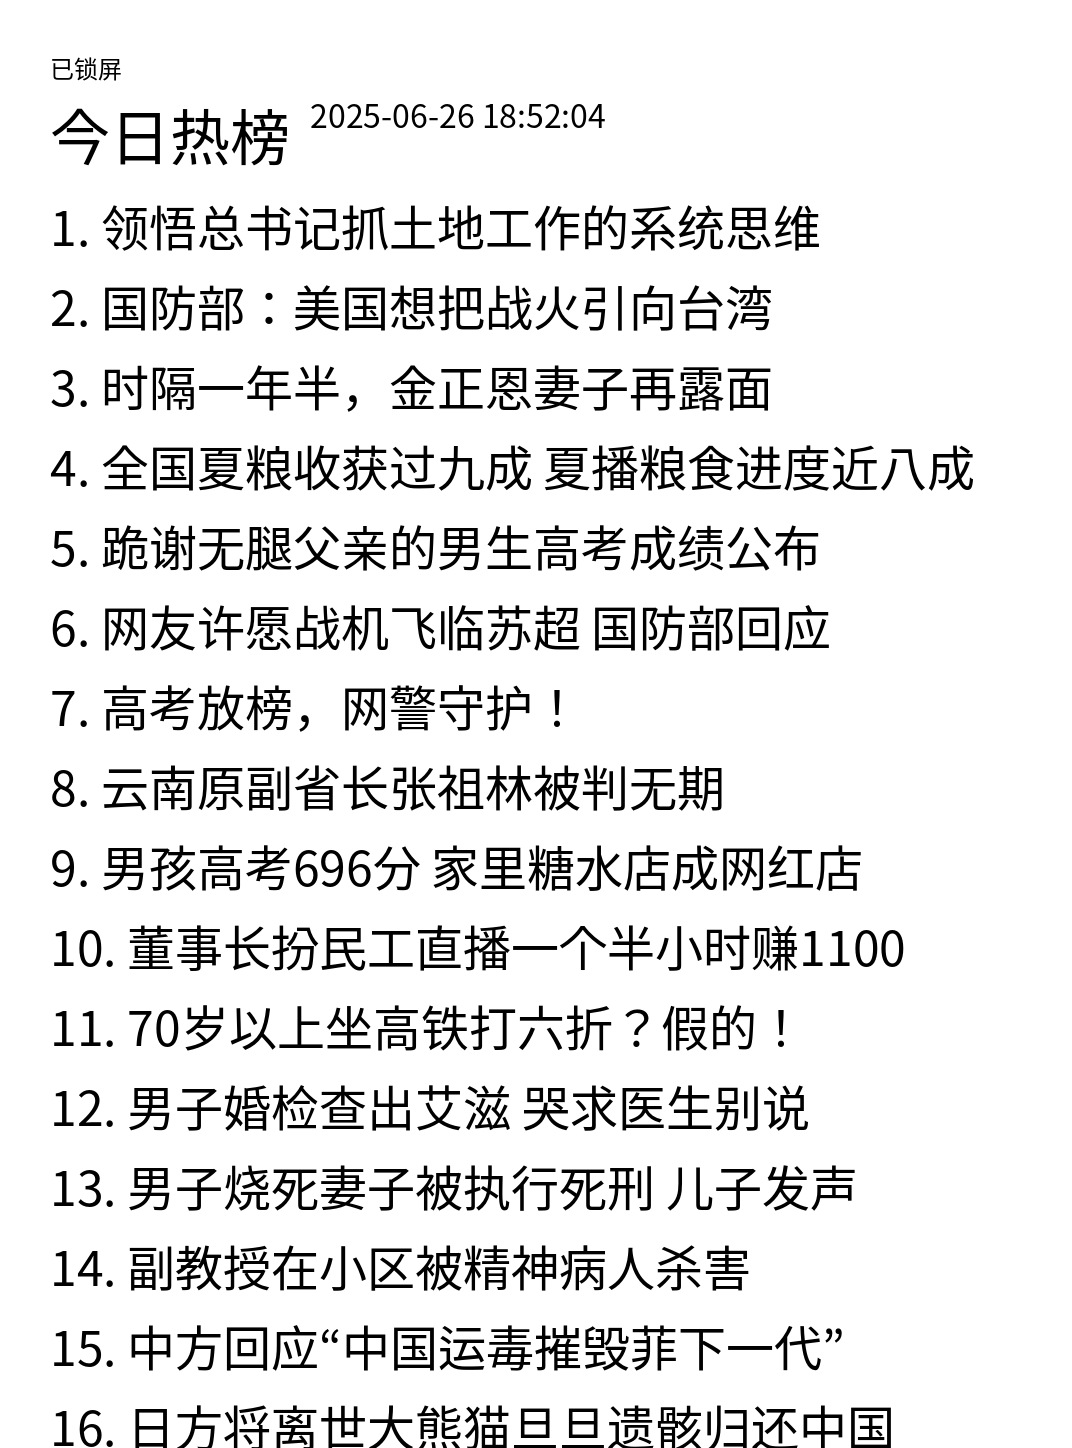 已锁屏
今日热榜 2025-06-26 18:52:04
1. 领悟总书记抓土地工作的系统思维
2. 国防部：美国想把战火引向台湾
3. 时隔一年半，金正恩妻子再露面
4. 全国夏粮收获过九成 夏播粮食进度近八成
5. 跪谢无腿父亲的男生高考成绩公布
6. 网友许愿战机飞临苏超 国防部回应
7. 高考放榜，网警守护！
8. 云南原副省长张祖林被判无期
9. 男孩高考696分 家里糖水店成网红店
10. 董事长扮民工直播一个半小时赚1100
11. 70岁以上坐高铁打六折？假的！
12. 男子婚检查出艾滋 哭求医生别说
13. 男子烧死妻子被执行死刑 儿子发声
14. 副教授在小区被精神病人杀害
15. 中方回应“中国运毒摧毁菲下一代”
16. 日方将离世大熊猫旦旦遗骸归还中国